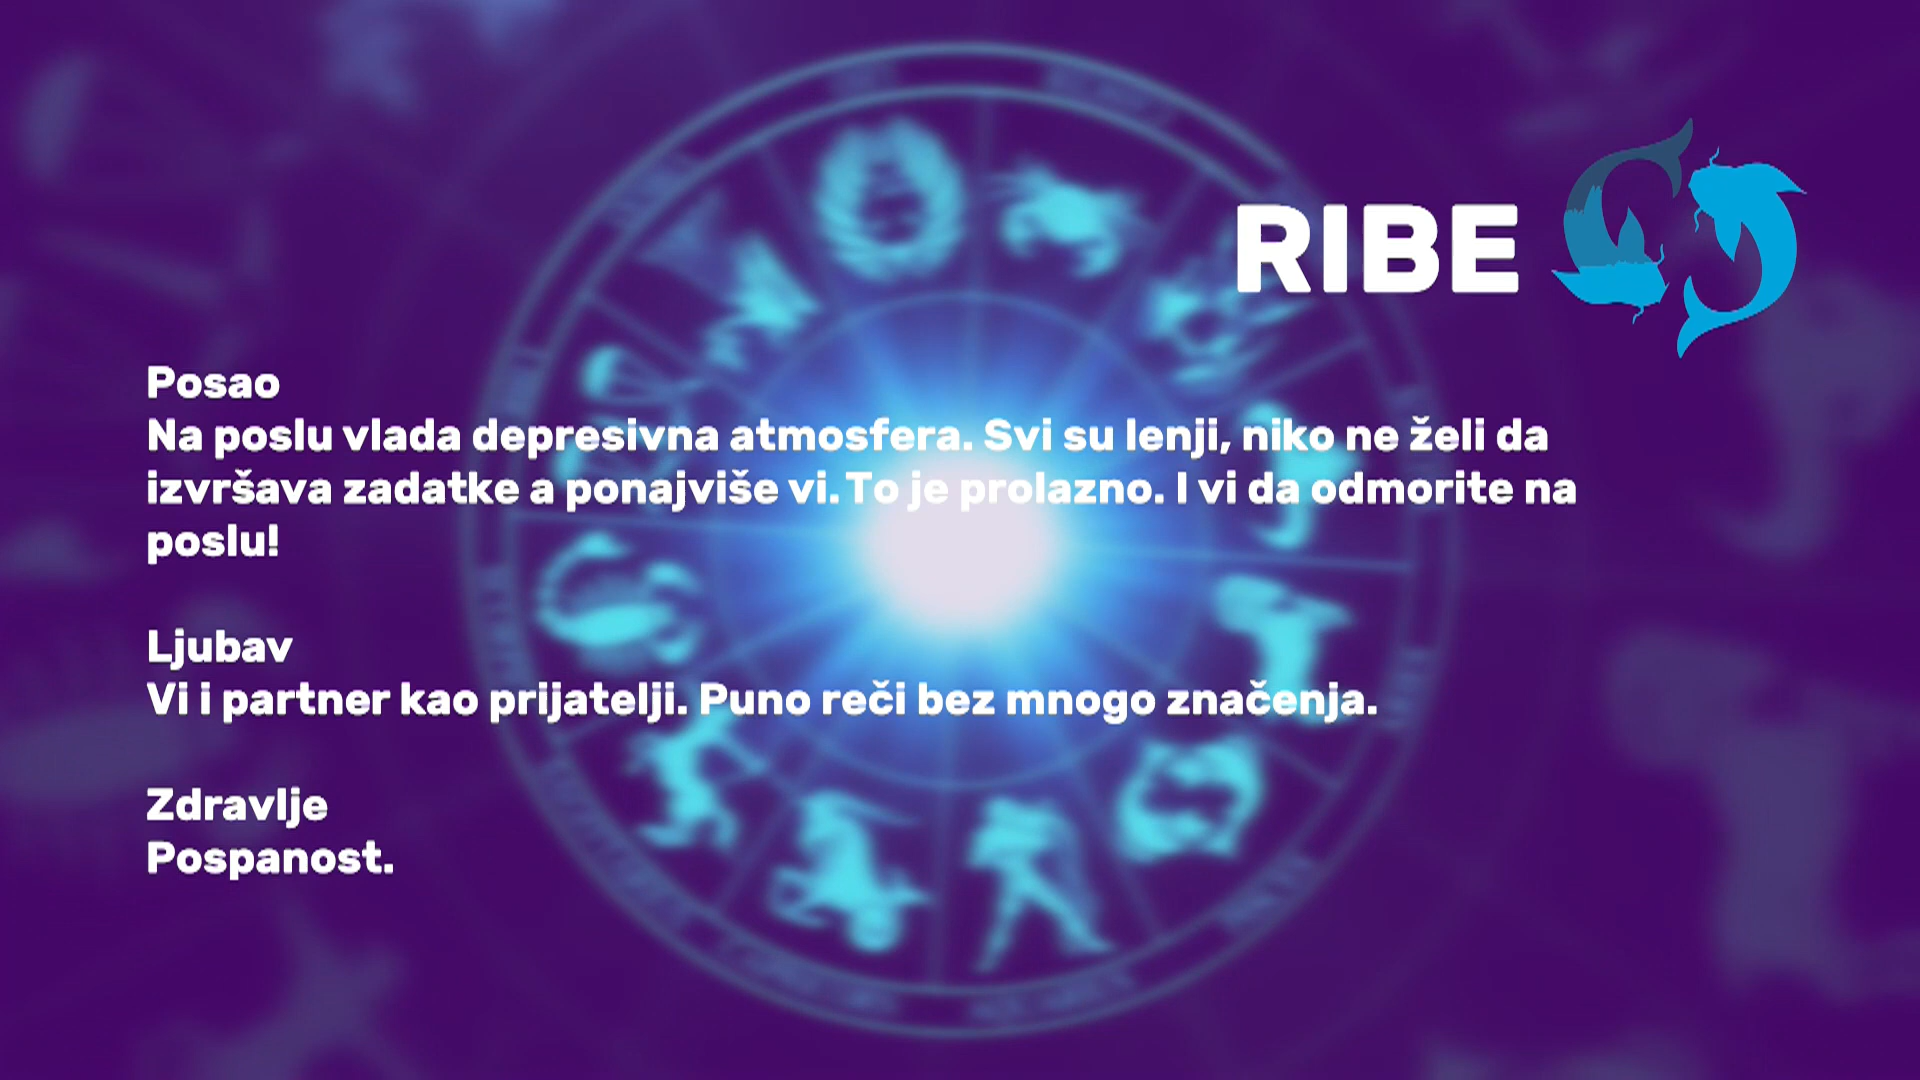 RIBE
Posao
Na poslu vlada depresivna atmosfera. Svi su lenji, niko ne želi da
izvršava zadatke a ponajviše vi. To je prolazno. I vi da odmorite na
poslu!
Ljubav
Vi i partner kao prijatelji. Puno reči bez mnogo značenja.
Zdravlje
Pospanost.